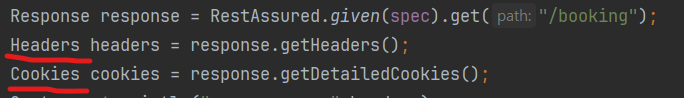 Response response = RestAssured.given(spec).get( path: "/booking");
Headers headers = response.getHeaders();
Cookies cookies = response.getDetailedCookies();